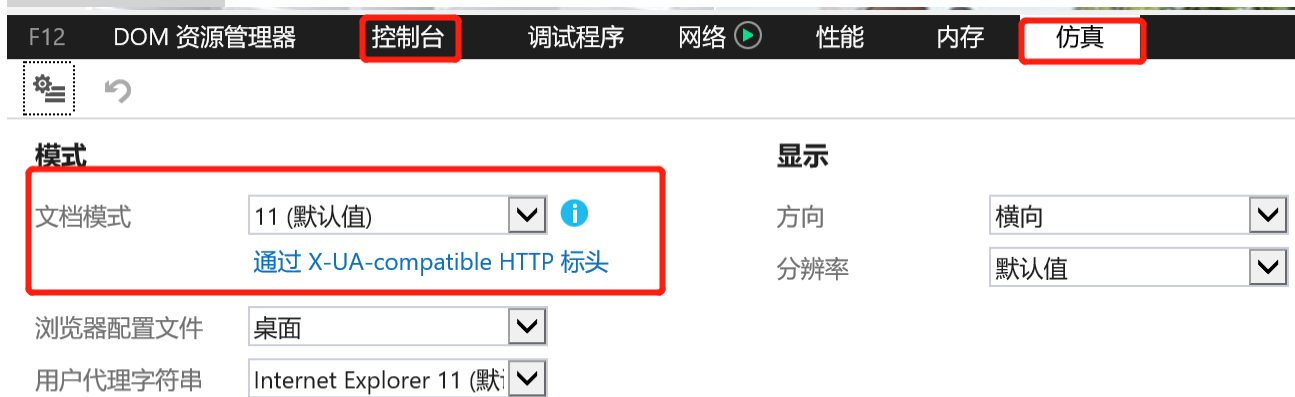 F12 DOM 资源管理器 控制台 调试程序 网络 性能 内存 仿真
模式
文档模式 11 (默认值)
通过 X-UA-compatible HTTP 标头
浏览器配置文件 桌面
用户代理字符串 Internet Explorer 11 (默
显示
方向 横向
分辨率 默认值